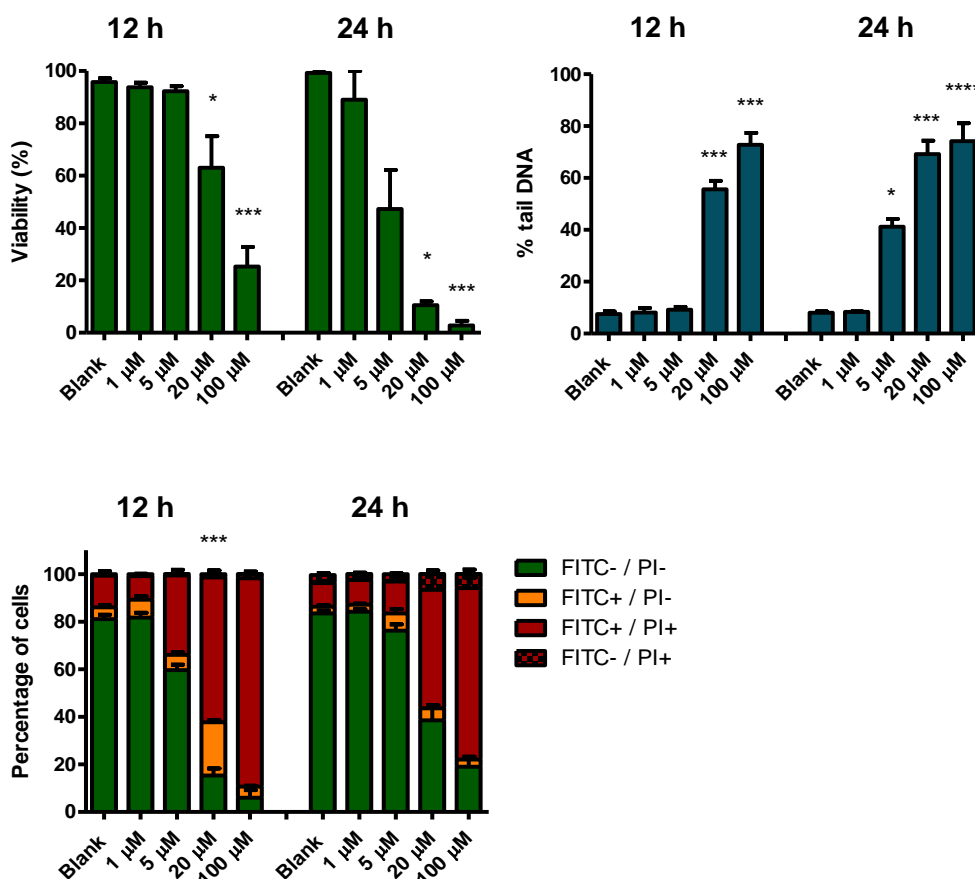 12 h
24 h
Viability (%)
100
80
60
40
20
0
*
***
*
***
Blank
1 µM
5 µM
20 µM
100 µM
Blank
1 µM
5 µM
20 µM
100 µM
12 h
24 h
% tail DNA
100
80
60
40
20
0
***
***
*
***
****
Blank
1 µM
5 µM
20 µM
100 µM
Blank
1 µM
5 µM
20 µM
100 µM
12 h
24 h
***
Percentage of cells
100
80
60
40
20
0
Blank
1 µM
5 µM
20 µM
100 µM
Blank
1 µM
5 µM
20 µM
100 µM
FITC- / PI-
FITC+ / PI-
FITC+ / PI+
FITC- / PI+